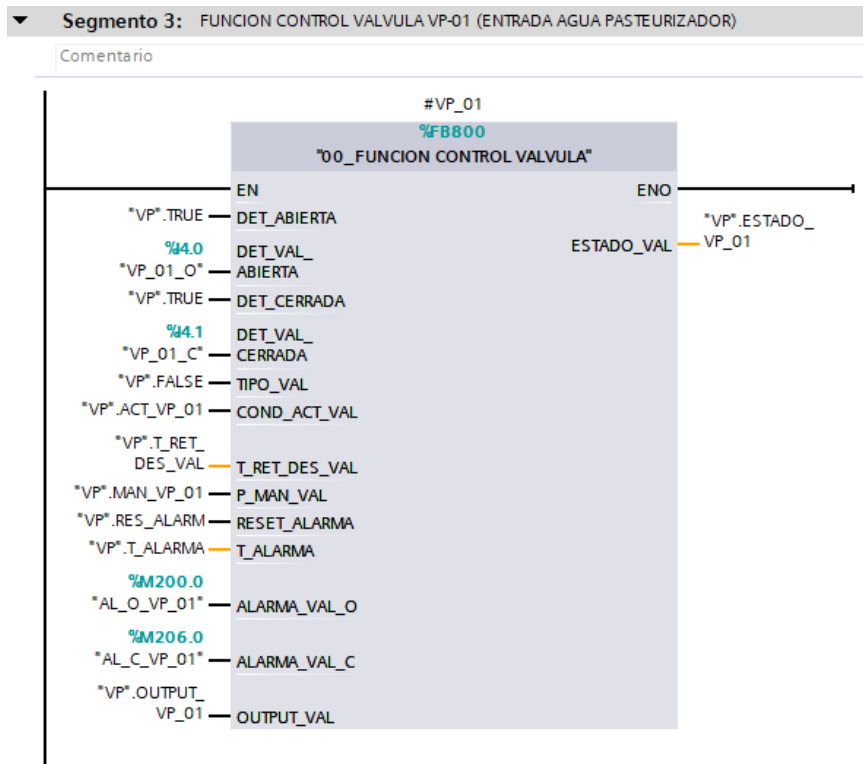 Segmento 3: FUNCION CONTROL VALVULA VP-01 (ENTRADA AGUA PASTEURIZADOR)
Comentario
#VP_01
%FB800
"00_FUNCION CONTROL VALVULA"
EN ENO
"VP".TRUE DET_ABIERTA
"VP".ESTADO_
VP_01
ESTADO_VAL
%I4.0
"VP_01_O"
DET_VAL_
ABIERTA
"VP".TRUE DET_CERRADA
%I4.1
"VP_01_C"
DET_VAL_
CERRADA
"VP".FALSE TIPO_VAL
"VP".ACT_VP_01 COND_ACT_VAL
"VP".T_RET_
DES_VAL T_RET_DES_VAL
"VP".MAN_VP_01 P_MAN_VAL
"VP".RES_ALARM RESET_ALARMA
"VP".T_ALARMA T_ALARMA
%M200.0
"AL_O_VP_01" ALARMA_VAL_O
%M206.0
"AL_C_VP_01" ALARMA_VAL_C
"VP".OUTPUT_
VP_01 OUTPUT_VAL